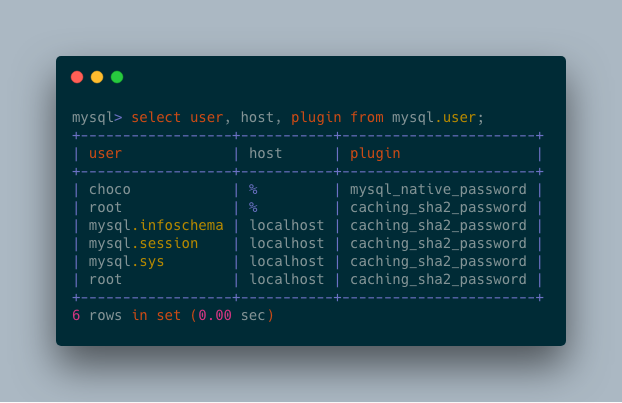 mysql> select user, host, plugin from mysql.user;
+------------------+-----------+-----------------------+
| user             | host      | plugin                |
+------------------+-----------+-----------------------+
| choco            | %         | mysql_native_password |
| root             | %         | caching_sha2_password |
| mysql.infoschema | localhost | caching_sha2_password |
| mysql.session    | localhost | caching_sha2_password |
| mysql.sys        | localhost | caching_sha2_password |
| root             | localhost | caching_sha2_password |
+------------------+-----------+-----------------------+
6 rows in set (0.00 sec)